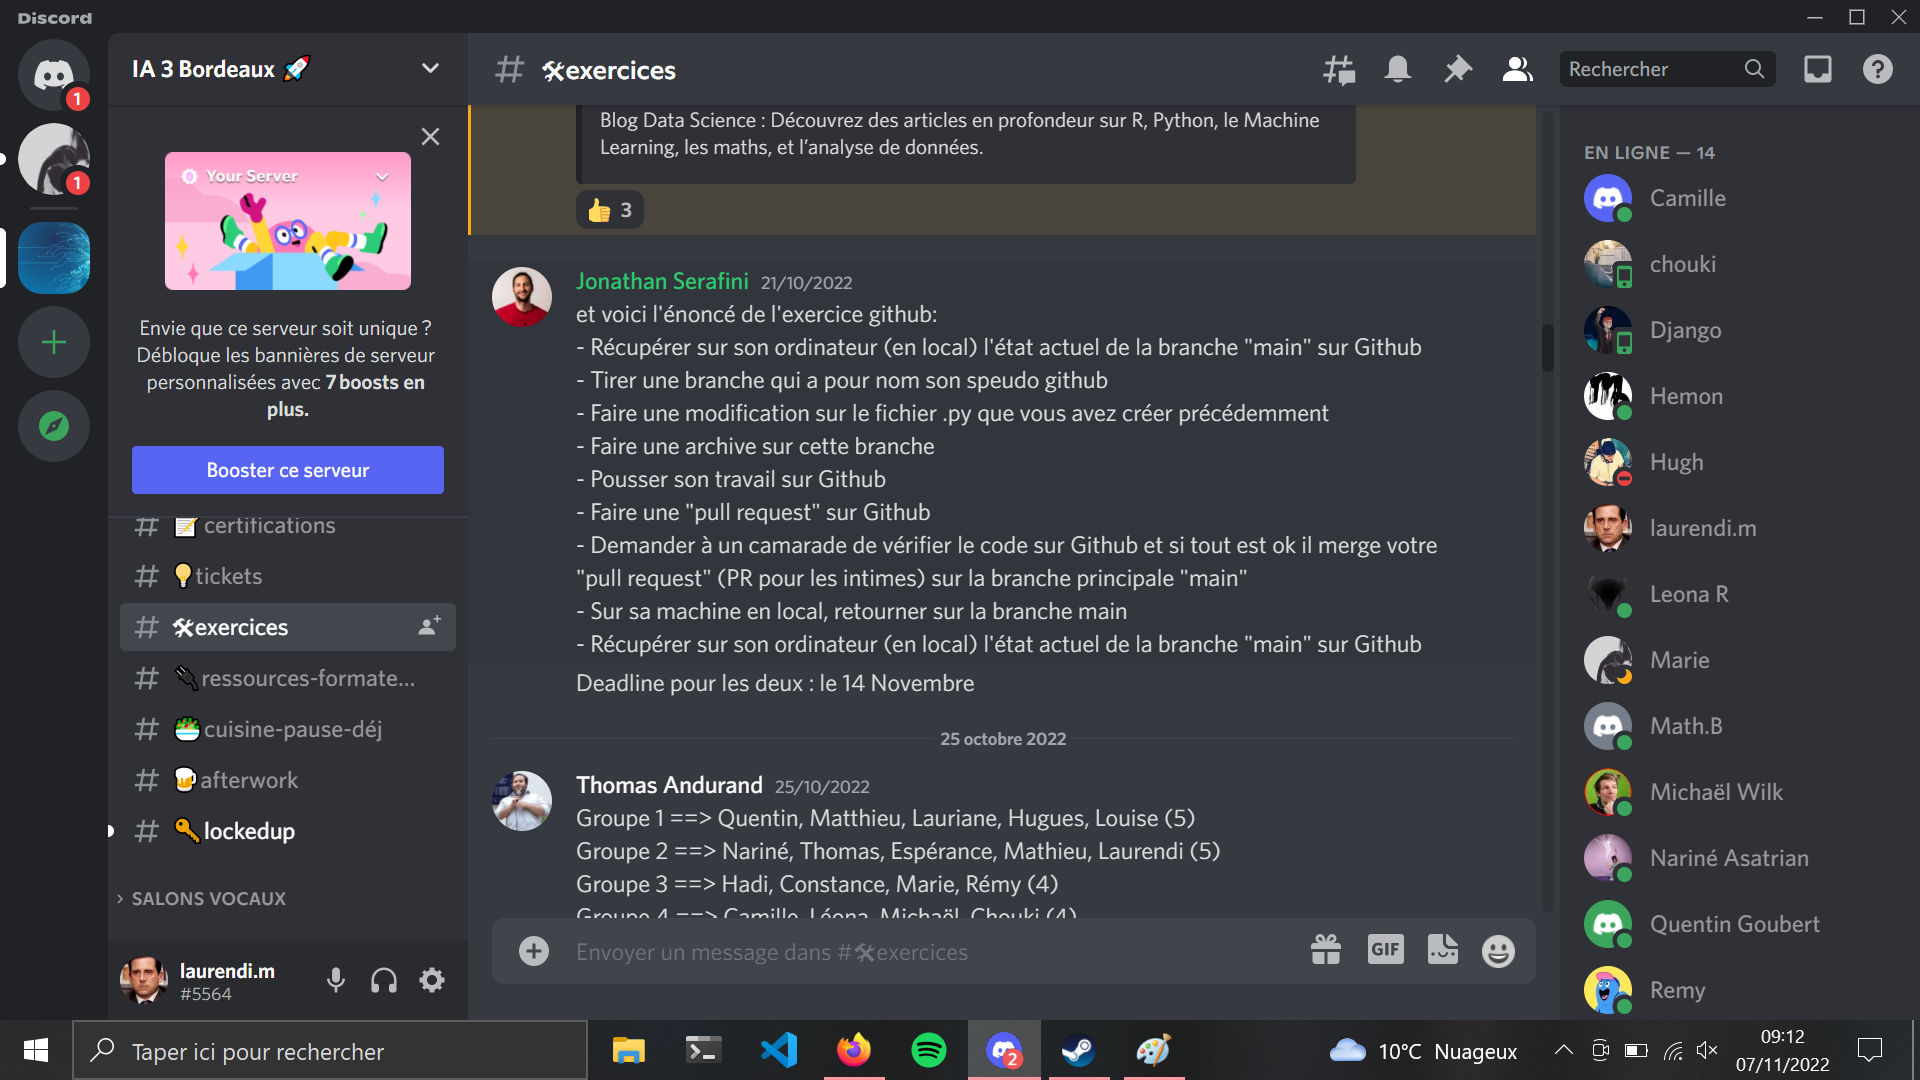 Discord
IA 3 Bordeaux 🚀
1
1
Your Server
Envie que ce serveur soit unique ?
Débloque les bannières de serveur
personnalisées avec 7 boosts en
plus.
Booster ce serveur
# 📝certifications
# 💡tickets
# 🛠exercices
# 🔌ressources-formate...
# 🥗cuisine-pause-déj
# 🍺afterwork
# 🔑lockedup
SALONS VOCAUX
laurendi.m
#5564
# 🛠exercices
Rechercher
Blog Data Science : Découvrez des articles en profondeur sur R, Python, le Machine
Learning, les maths, et l'analyse de données.
👍 3
Jonathan Serafini 21/10/2022
et voici l'énoncé de l'exercice github:
- Récupérer sur son ordinateur (en local) l'état actuel de la branche "main" sur Github
- Tirer une branche qui a pour nom son speudo github
- Faire une modification sur le fichier .py que vous avez créer précédemment
- Faire une archive sur cette branche
- Pousser son travail sur Github
- Faire une "pull request" sur Github
- Demander à un camarade de vérifier le code sur Github et si tout est ok il merge votre
"pull request" (PR pour les intimes) sur la branche principale "main"
- Sur sa machine en local, retourner sur la branche main
- Récupérer sur son ordinateur (en local) l'état actuel de la branche "main" sur Github
Deadline pour les deux : le 14 Novembre
25 octobre 2022
Thomas Andurand 25/10/2022
Groupe 1 ==> Quentin, Matthieu, Lauriane, Hugues, Louise (5)
Groupe 2 ==> Nariné, Thomas, Espérance, Mathieu, Laurendi (5)
Groupe 3 ==> Hadi, Constance, Marie, Rémy (4)
Groupe 4 ==> Camille, Léona, Michaël, Chouki (4)
Envoyer un message dans #🛠exercices
GIF
EN LIGNE — 14
Camille
chouki
Django
Hemon
Hugh
laurendi.m
Leona R
Marie
Math.B
Michaël Wilk
Nariné Asatrian
Quentin Goubert
Remy
Taper ici pour rechercher
2
10°C Nuageux
09:12
07/11/2022